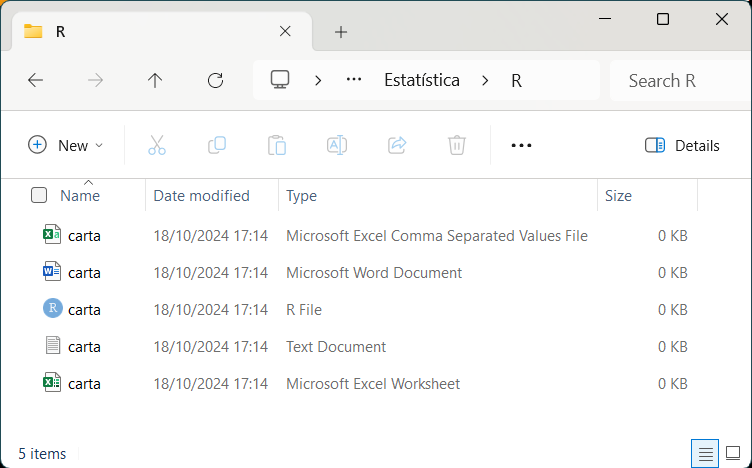 R
Estatística R Search R
New Details
Name Date modified Type Size
carta 18/10/2024 17:14 Microsoft Excel Comma Separated Values File 0 KB
carta 18/10/2024 17:14 Microsoft Word Document 0 KB
R carta 18/10/2024 17:14 R File 0 KB
carta 18/10/2024 17:14 Text Document 0 KB
carta 18/10/2024 17:14 Microsoft Excel Worksheet 0 KB
5 items